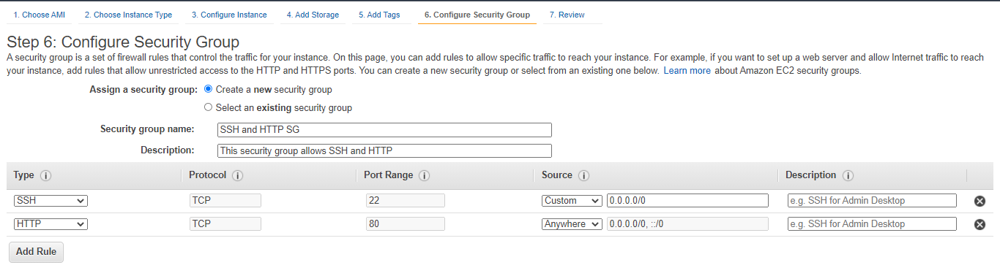 1. Choose AMI 2. Choose Instance Type 3. Configure Instance 4. Add Storage 5. Add Tags 6. Configure Security Group 7. Review
Step 6: Configure Security Group
A security group is a set of firewall rules that control the traffic for your instance. On this page, you can add rules to allow specific traffic to reach your instance. For example, if you want to set up a web server and allow Internet traffic to reach
your instance, add rules that allow unrestricted access to the HTTP and HTTPS ports. You can create a new security group or select from an existing one below. Learn more about Amazon EC2 security groups.
Assign a security group: Create a new security group
Select an existing security group
Security group name: SSH and HTTP SG
Description: This security group allows SSH and HTTP
Type i Protocol i Port Range i Source i Description i
SSH TCP 22 Custom 0.0.0.0/0 e.g. SSH for Admin Desktop
HTTP TCP 80 Anywhere 0.0.0.0/0, ::/0 e.g. SSH for Admin Desktop
Add Rule